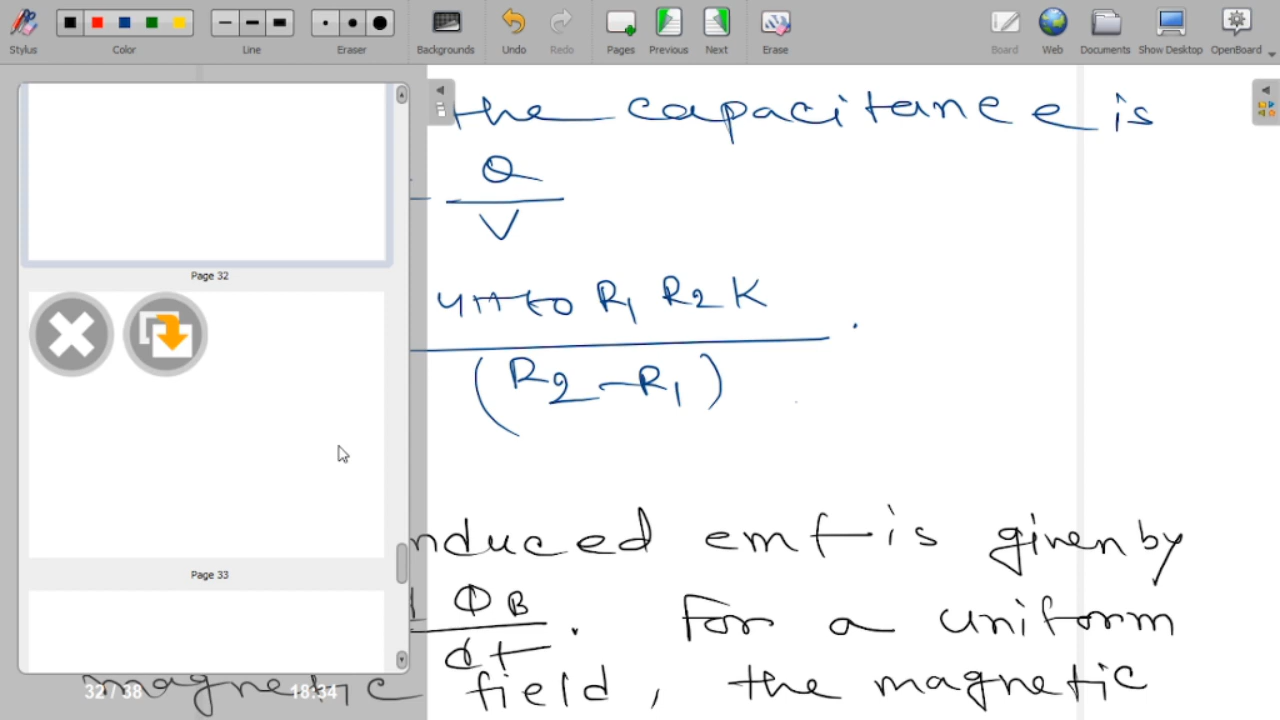 Stylus
Color
Line
Eraser
Backgrounds
Undo
Redo
Pages
Previous
Next
Erase
Board
Web
Documents
Show Desktop
OpenBoard
Page 32
Page 33
32 / 38
18:34
the capacitance is
Q
V
4πϵ0 R1 R2 K
(R2 - R1)
nduced emf is given by
ΦB
dt . For a uniform
magnetic field, the magnetic